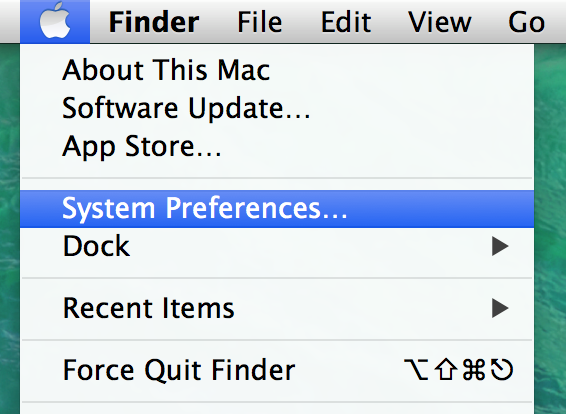 Finder File Edit View Go
About This Mac
Software Update…
App Store…
System Preferences…
Dock ▶
Recent Items ▶
Force Quit Finder ⌥⇧⌘⎋